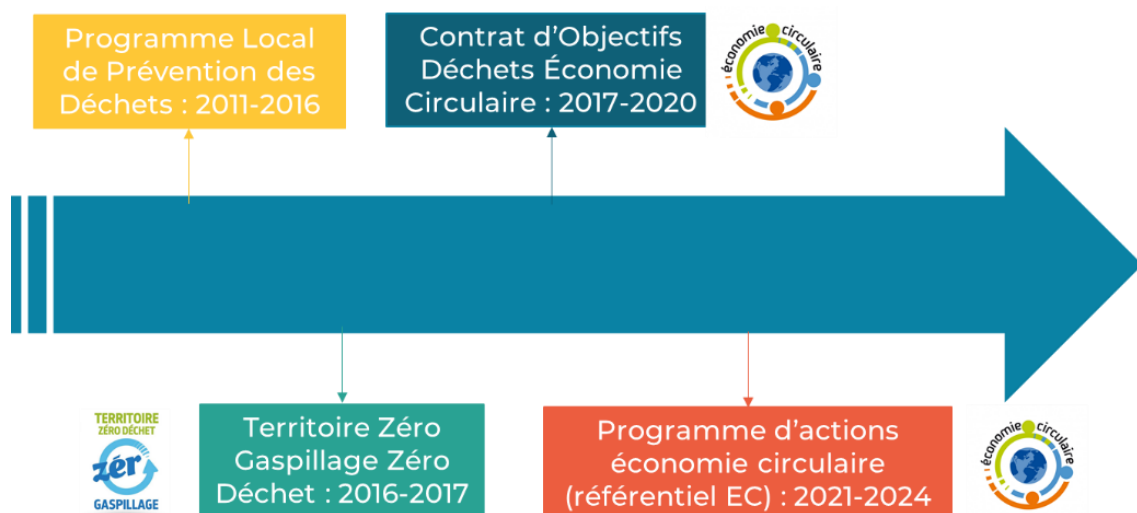 Programme Local
de Prévention des
Déchets : 2011-2016
Contrat d’Objectifs
Déchets Économie
Circulaire : 2017-2020
économie circulaire
TERRITOIRE
ZÉRO DÉCHET
zér
GASPILLAGE
Territoire Zéro
Gaspillage Zéro
Déchet : 2016-2017
Programme d’actions
économie circulaire
(référentiel EC) : 2021-2024
économie circulaire